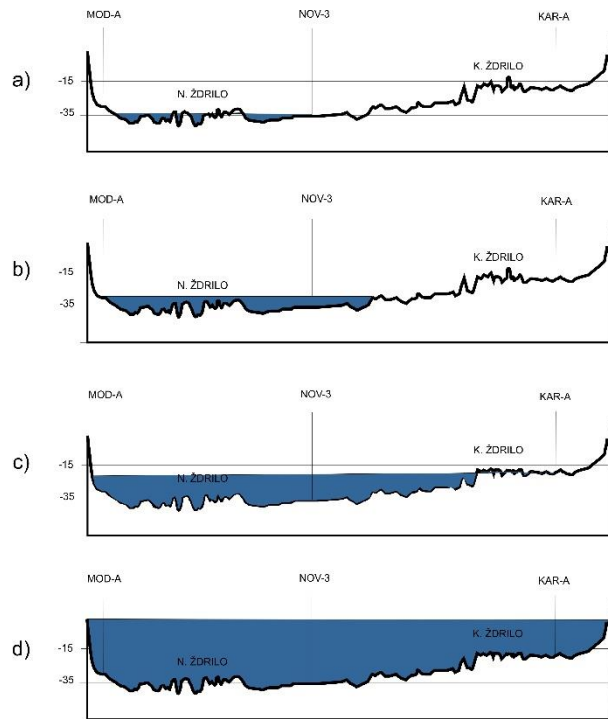 MOD-A NOV-3 KAR-A
a)
-15
K. ŽDRILO
N. ŽDRILO
-35
MOD-A NOV-3 KAR-A
b)
-15
K. ŽDRILO
N. ŽDRILO
-35
MOD-A NOV-3 KAR-A
c)
-15
K. ŽDRILO
N. ŽDRILO
-35
MOD-A NOV-3 KAR-A
d)
-15
K. ŽDRILO
N. ŽDRILO
-35